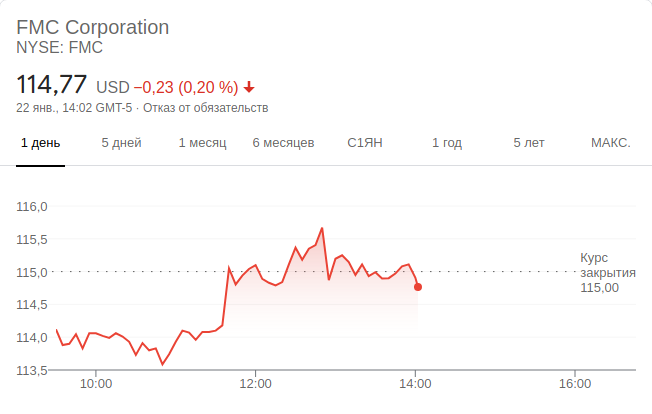 FMC Corporation
NYSE: FMC
114,77 USD −0,23 (0,20 %)
22 янв., 14:02 GMT-5 · Отказ от обязательств
1 день 5 дней 1 месяц 6 месяцев С1ЯН 1 год 5 лет МАКС.
116,0
115,5
115,0
114,5
114,0
113,5
Курс
закрытия
115,00
10:00 12:00 14:00 16:00